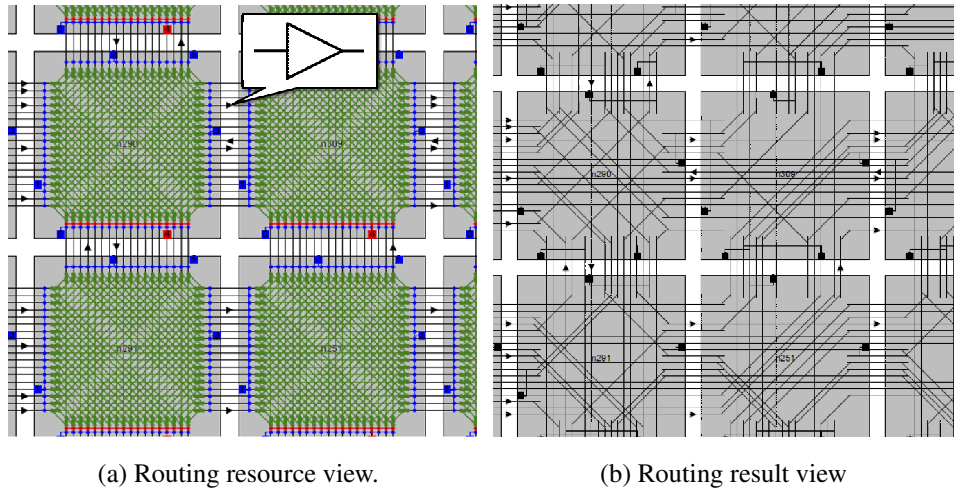 n290
n309
n291
n251
n290
n309
n291
n251
(a) Routing resource view.
(b) Routing result view